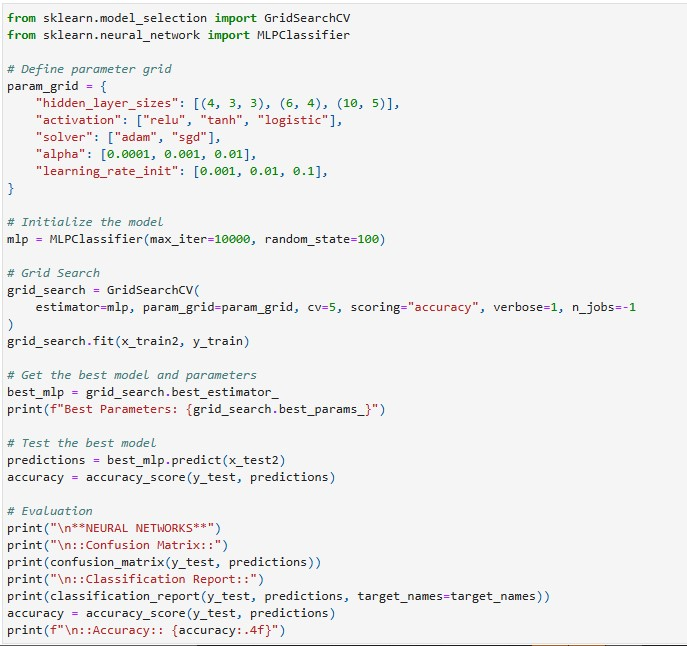 from sklearn.model_selection import GridSearchCV
from sklearn.neural_network import MLPClassifier
# Define parameter grid
param_grid = {
    "hidden_layer_sizes": [(4, 3, 3), (6, 4), (10, 5)],
    "activation": ["relu", "tanh", "logistic"],
    "solver": ["adam", "sgd"],
    "alpha": [0.0001, 0.001, 0.01],
    "learning_rate_init": [0.001, 0.01, 0.1],
}
# Initialize the model
mlp = MLPClassifier(max_iter=10000, random_state=100)
# Grid Search
grid_search = GridSearchCV(
    estimator=mlp, param_grid=param_grid, cv=5, scoring="accuracy", verbose=1, n_jobs=-1
)
grid_search.fit(x_train2, y_train)
# Get the best model and parameters
best_mlp = grid_search.best_estimator_
print(f"Best Parameters: {grid_search.best_params_}")
# Test the best model
predictions = best_mlp.predict(x_test2)
accuracy = accuracy_score(y_test, predictions)
# Evaluation
print("\n**NEURAL NETWORKS**")
print("\n::Confusion Matrix::")
print(confusion_matrix(y_test, predictions))
print("\n::Classification Report::")
print(classification_report(y_test, predictions, target_names=target_names))
accuracy = accuracy_score(y_test, predictions)
print(f"\n::Accuracy:: {accuracy:.4f}")